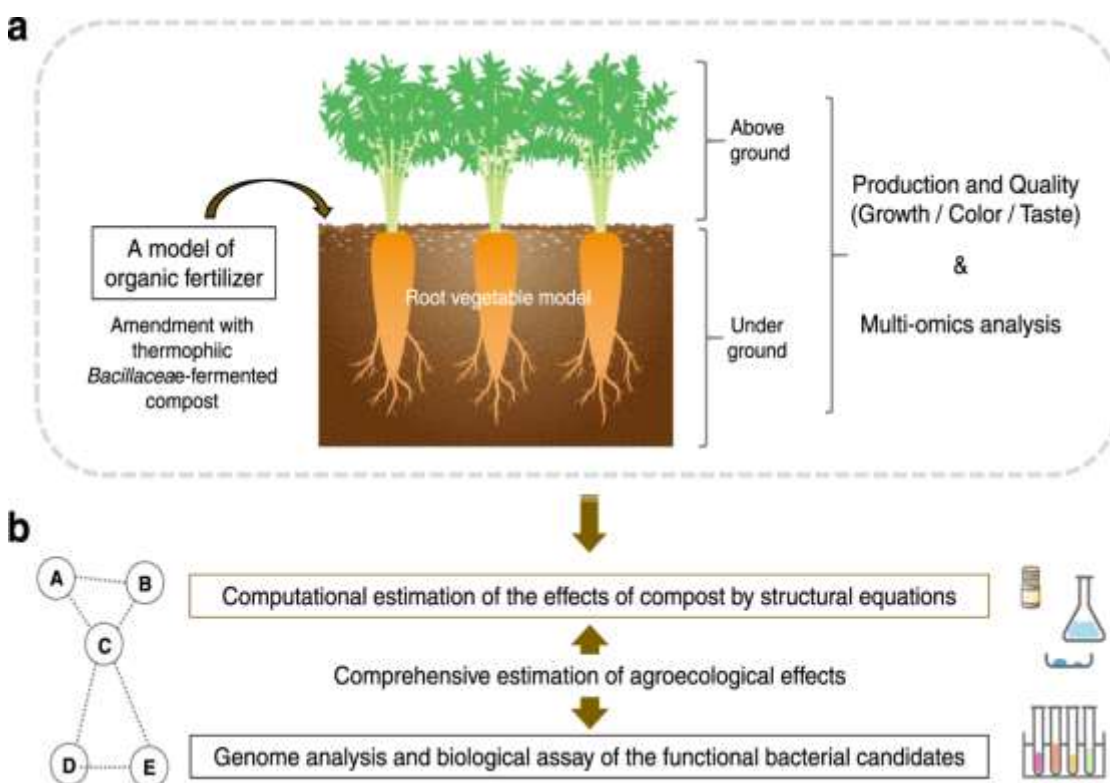 a
Above
ground
Production and Quality
(Growth / Color / Taste)
&
Multi-omics analysis
A model of
organic fertilizer
Amendment with
thermophiic
Bacillaceae-fermented
compost
Root vegetable model
Under
ground
b
A
B
C
D
E
Computational estimation of the effects of compost by structural equations
Comprehensive estimation of agroecological effects
Genome analysis and biological assay of the functional bacterial candidates